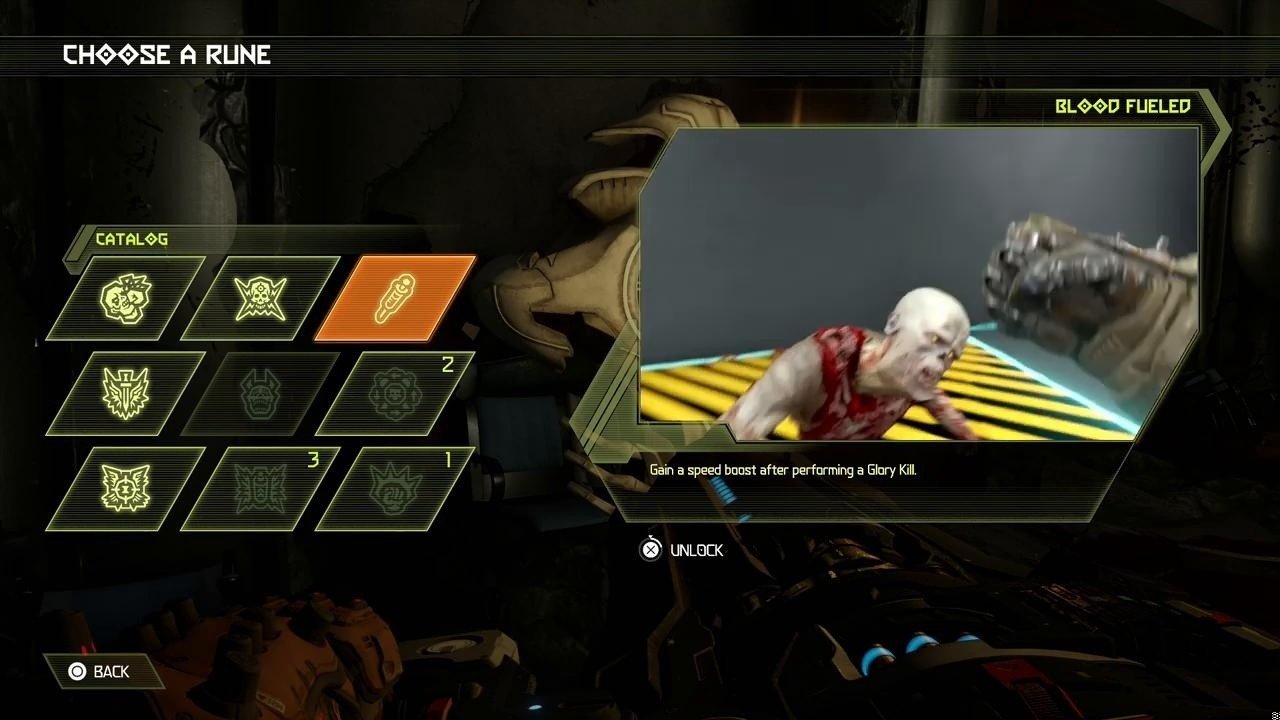 CHOOSE A RUNE
BLOOD FUELED
CATALOG
2
3
1
Gain a speed boost after performing a Glory Kill.
UNLOCK
BACK